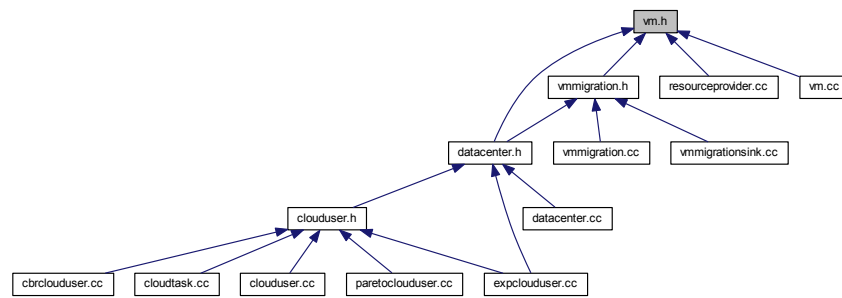 vm.h
vmmigration.h
resourceprovider.cc
vm.cc
datacenter.h
vmmigration.cc
vmmigrationsink.cc
clouduser.h
datacenter.cc
cbrclouduser.cc
cloudtask.cc
clouduser.cc
paretoclouduser.cc
expclouduser.cc